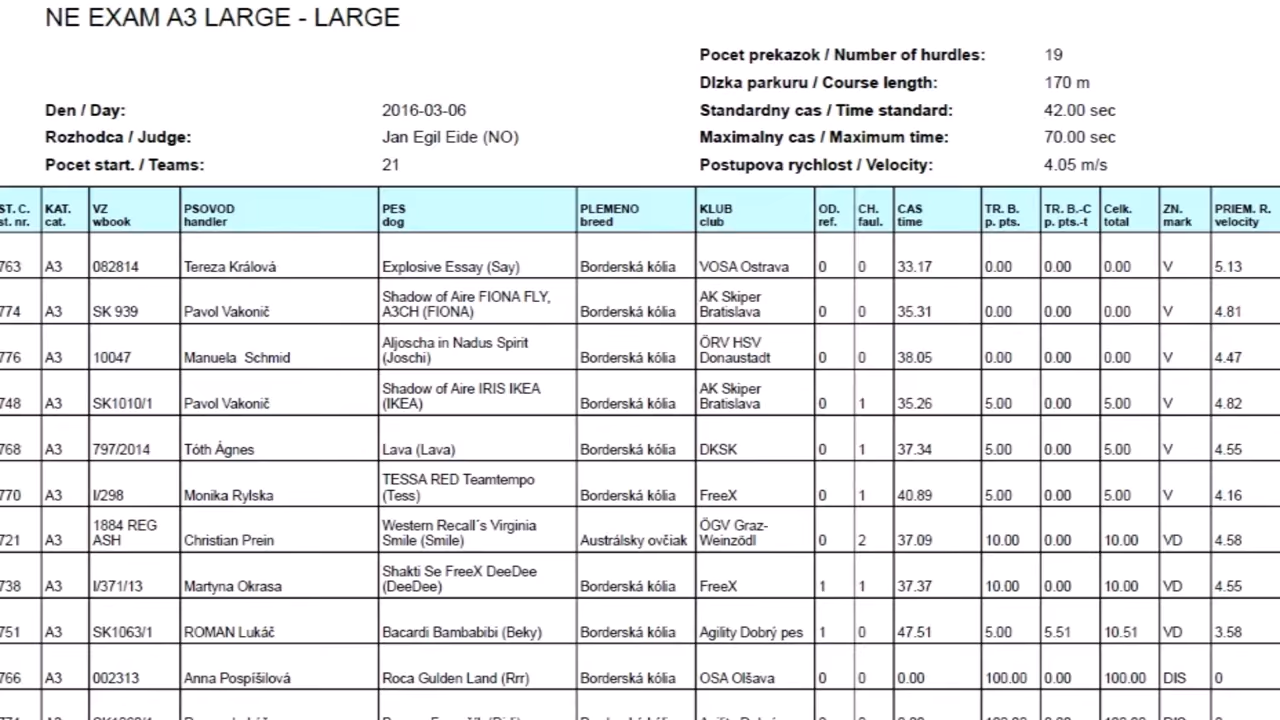 NE EXAM A3 LARGE - LARGE
Pocet prekazok / Number of hurdles: 19
Dlzka parkuru / Course length: 170 m
Den / Day: 2016-03-06 Standardny cas / Time standard: 42.00 sec
Rozhodca / Judge: Jan Egil Eide (NO) Maximalny cas / Maximum time: 70.00 sec
Pocet start. / Teams: 21 Postupova rychlost / Velocity: 4.05 m/s
ST. C. KAT. VZ PSOVOD PES PLEMENO KLUB OD. CH. CAS TR. B. TR. B.-C Celk. ZN. PRIEM. R.
st. nr. cat. wbook handler dog breed club ref. faul. time p. pts. p. pts.-t total mark velocity
763 A3 082814 Tereza Králová Explosive Essay (Say) Borderská kólia VOSA Ostrava 0 0 33.17 0.00 0.00 0.00 V 5.13
Shadow of Aire FIONA FLY, AK Skiper
774 A3 SK 939 Pavol Vakonič A3CH (FIONA) Borderská kólia Bratislava 0 0 35.31 0.00 0.00 0.00 V 4.81
Aljoscha in Nadus Spirit ÖRV HSV
776 A3 10047 Manuela Schmid (Joschi) Borderská kólia Donaustadt 0 0 38.05 0.00 0.00 0.00 V 4.47
Shadow of Aire IRIS IKEA AK Skiper
748 A3 SK1010/1 Pavol Vakonič (IKEA) Borderská kólia Bratislava 0 1 35.26 5.00 0.00 5.00 V 4.82
768 A3 797/2014 Tóth Ágnes Lava (Lava) Borderská kólia DKSK 0 1 37.34 5.00 0.00 5.00 V 4.55
TESSA RED Teamtempo
770 A3 I/298 Monika Rylska (Tess) Borderská kólia FreeX 0 1 40.89 5.00 0.00 5.00 V 4.16
1884 REG Western Recall´s Virginia ÖGV Graz-
721 A3 ASH Christian Prein Smile (Smile) Austrálsky ovčiak Weinzödl 0 2 37.09 10.00 0.00 10.00 VD 4.58
Shakti Se FreeX DeeDee
738 A3 I/371/13 Martyna Okrasa (DeeDee) Borderská kólia FreeX 1 1 37.37 10.00 0.00 10.00 VD 4.55
751 A3 SK1063/1 ROMAN Lukáč Bacardi Bambabibi (Beky) Borderská kólia Agility Dobrý pes 1 0 47.51 5.00 5.51 10.51 VD 3.58
766 A3 002313 Anna Pospíšilová Roca Gulden Land (Rrr) Borderská kólia OSA Olšava 0 0 0.00 100.00 0.00 100.00 DIS 0